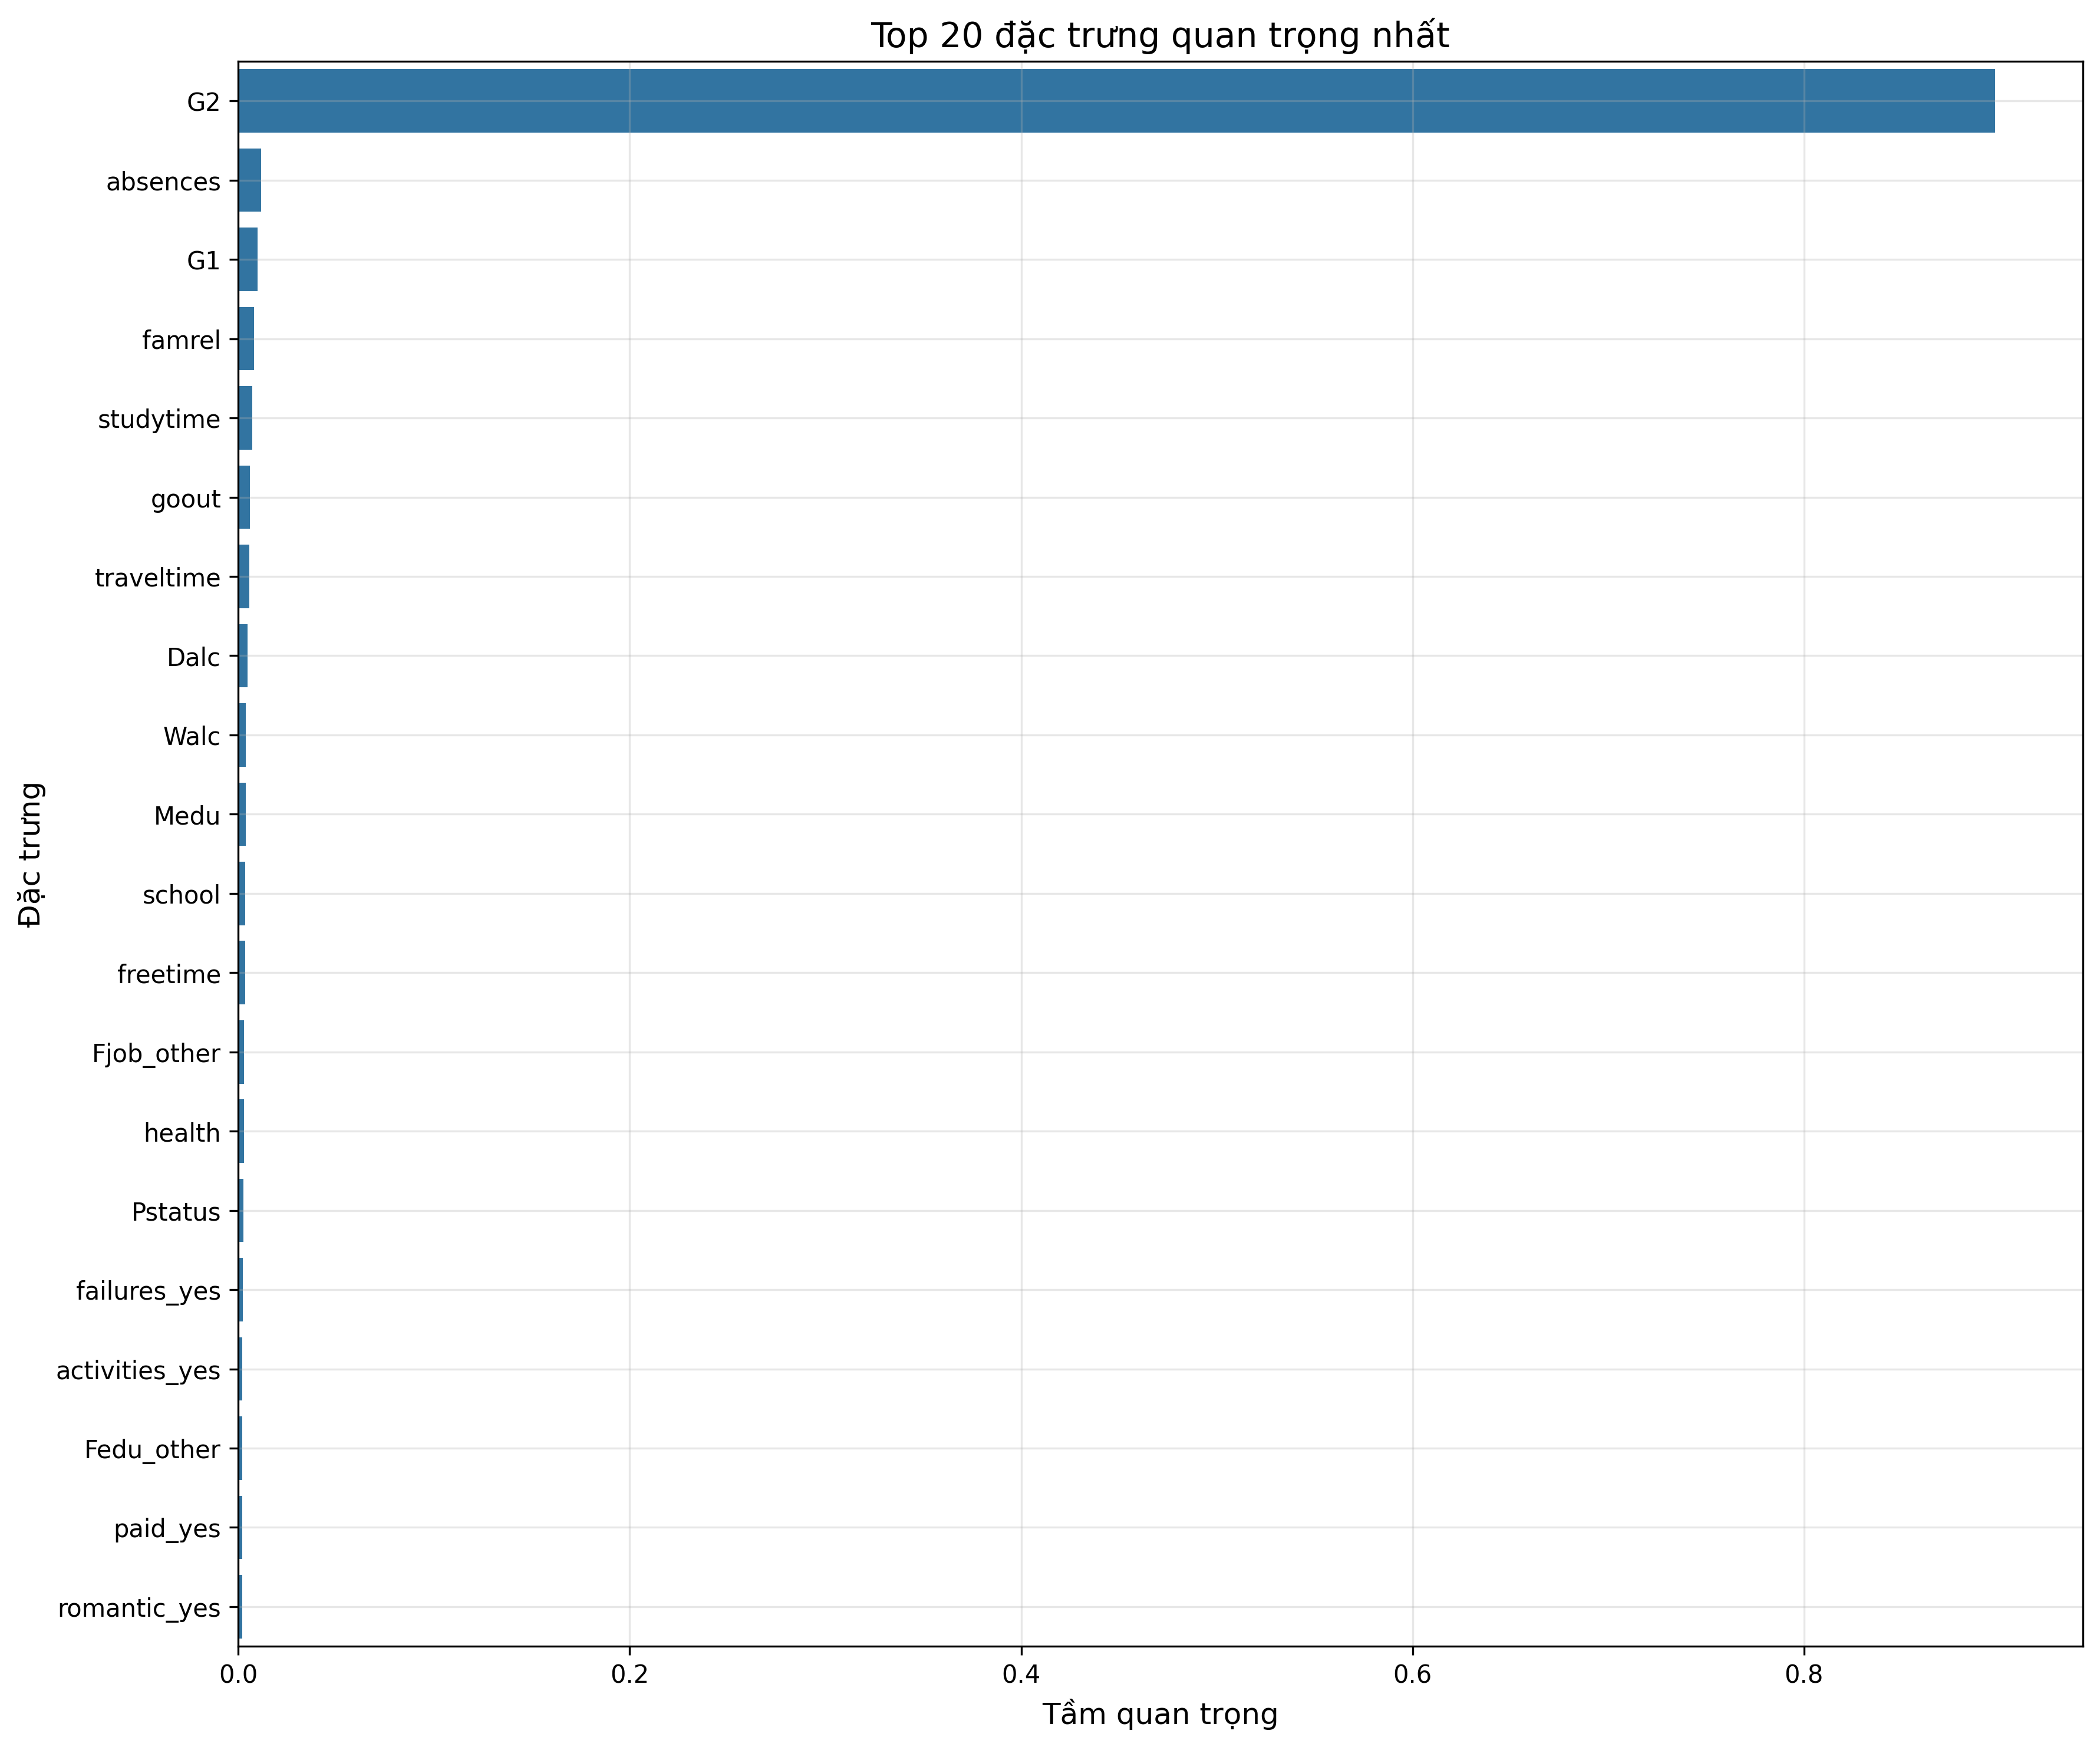 Top 20 đặc trưng quan trọng nhất
Đặc trưng
G2
absences
G1
famrel
studytime
goout
traveltime
Dalc
Walc
Medu
school
freetime
Fjob_other
health
Pstatus
failures_yes
activities_yes
Fedu_other
paid_yes
romantic_yes
0.0 0.2 0.4 0.6 0.8
Tầm quan trọng